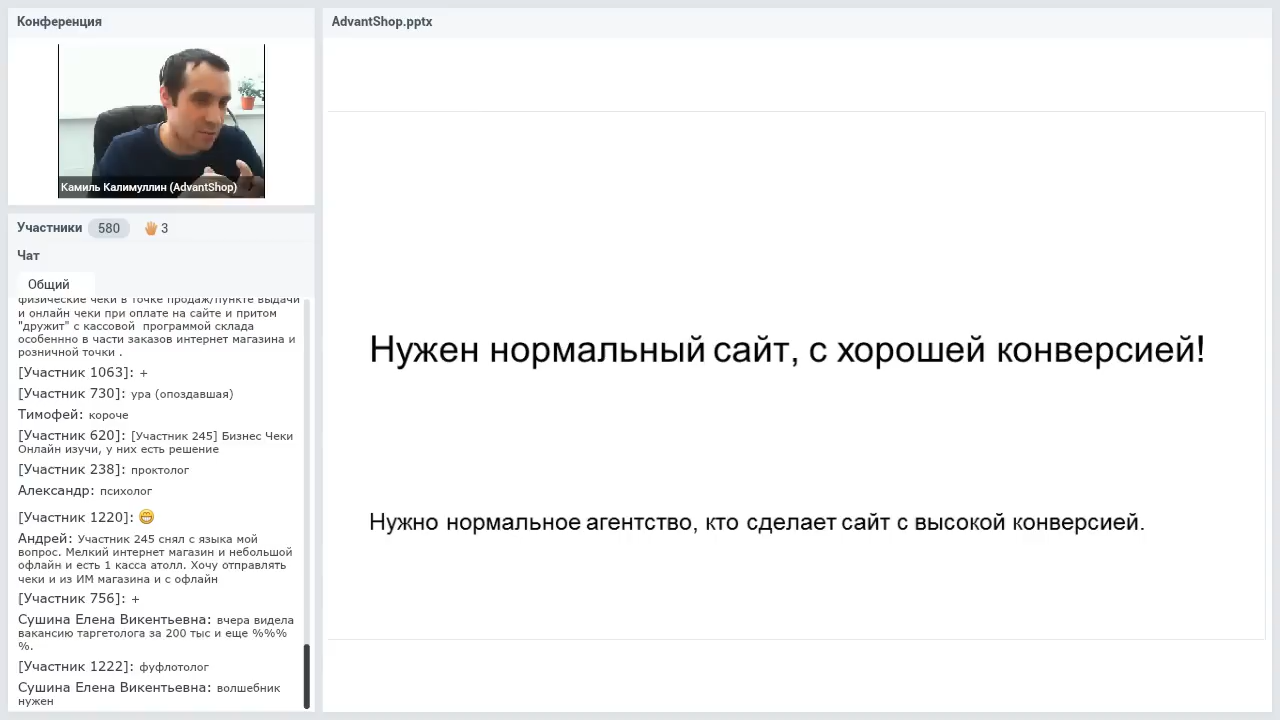 Конференция
Камиль Калимуллин (AdvantShop)
Участники 580 3
Чат
Общий
физические чеки в точке продаж/пункте выдачи
и онлайн чеки при оплате на сайте и притом
"дружит" с кассовой программой склада
особеннно в части заказов интернет магазина и
розничной точки .
[Участник 1063]: +
[Участник 730]: ура (опоздавшая)
Тимофей: короче
[Участник 620]: [Участник 245] Бизнес Чеки
Онлайн изучи, у них есть решение
[Участник 238]: проктолог
Александр: психолог
[Участник 1220]: 😁
Андрей: Участник 245 снял с языка мой
вопрос. Мелкий интернет магазин и небольшой
офлайн и есть 1 касса атолл. Хочу отправлять
чеки и из ИМ магазина и с офлайн
[Участник 756]: +
Сушина Елена Викентьевна: вчера видела
вакансию таргетолога за 200 тыс и еще %%%
%.
[Участник 1222]: фуфлотолог
Сушина Елена Викентьевна: волшебник
нужен
AdvantShop.pptx
Нужен нормальный сайт, с хорошей конверсией!
Нужно нормальное агентство, кто сделает сайт с высокой конверсией.